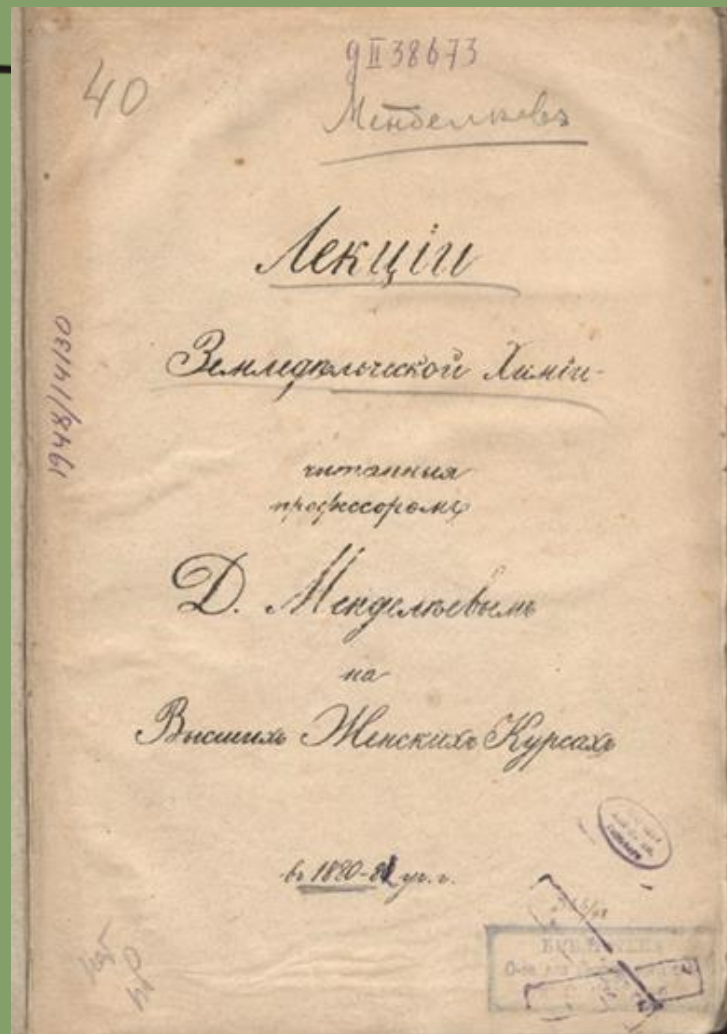 40
д II 38673
Менделѣевъ
Лекціи
Земледѣльческой Химіи
читанныя
профессоромъ
Д. Менделѣевымъ
на
Высшихъ Женскихъ Курсахъ
въ 1880-81 уч. г.
1948/14130